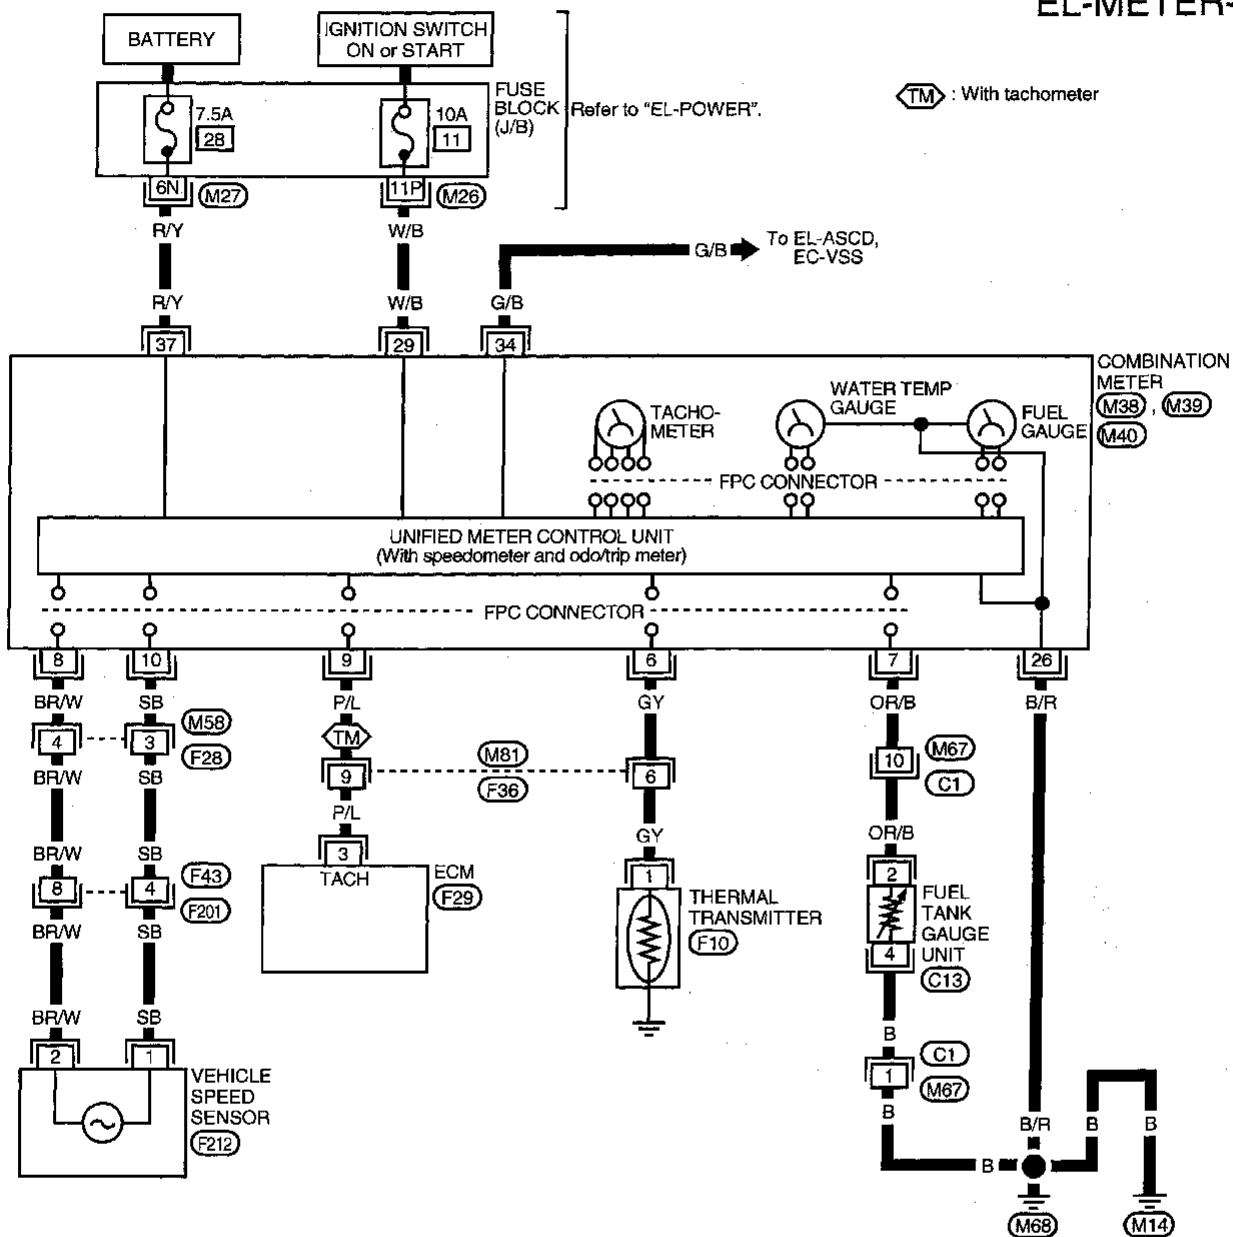 EL-METER-
BATTERY
IGNITION SWITCH
ON or START
FUSE
BLOCK
(J/B)
Refer to "EL-POWER".
TM : With tachometer
7.5A
28
10A
11
6N
M27
11P
M26
R/Y
W/B
G/B
To EL-ASCD,
EC-VSS
R/Y
W/B
G/B
37
29
34
COMBINATION
METER
M38 , M39
M40
TACHO-
METER
WATER TEMP
GAUGE
FUEL
GAUGE
FPC CONNECTOR
UNIFIED METER CONTROL UNIT
(With speedometer and odo/trip meter)
FPC CONNECTOR
8
10
9
6
7
26
BR/W
SB
P/L
GY
OR/B
B/R
4
3
M58
F28
TM
9
M81
F36
6
10
M67
C1
BR/W
SB
P/L
GY
OR/B
BR/W
SB
8
4
F43
F201
3
TACH
ECM
F29
1
THERMAL
TRANSMITTER
F10
2
FUEL
TANK
GAUGE
UNIT
4
C13
BR/W
SB
BR/W
SB
2
1
VEHICLE
SPEED
SENSOR
F212
B
1
C1
M67
B
B
B/R
B
B
M68
M14